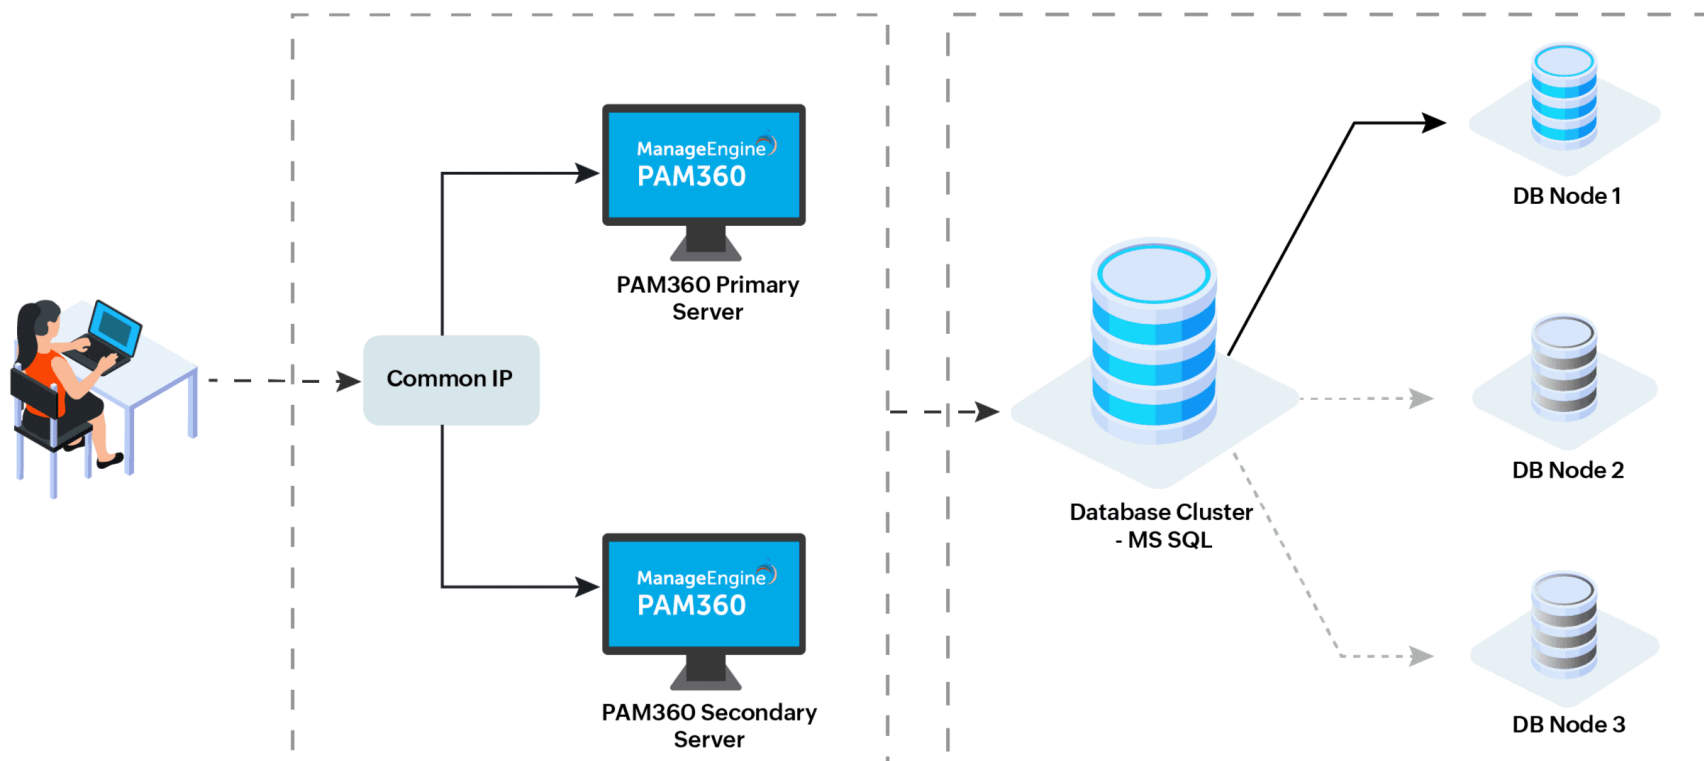 ManageEngine
PAM360
PAM360 Primary
Server
Common IP
ManageEngine
PAM360
PAM360 Secondary
Server
Database Cluster
- MS SQL
DB Node 1
DB Node 2
DB Node 3